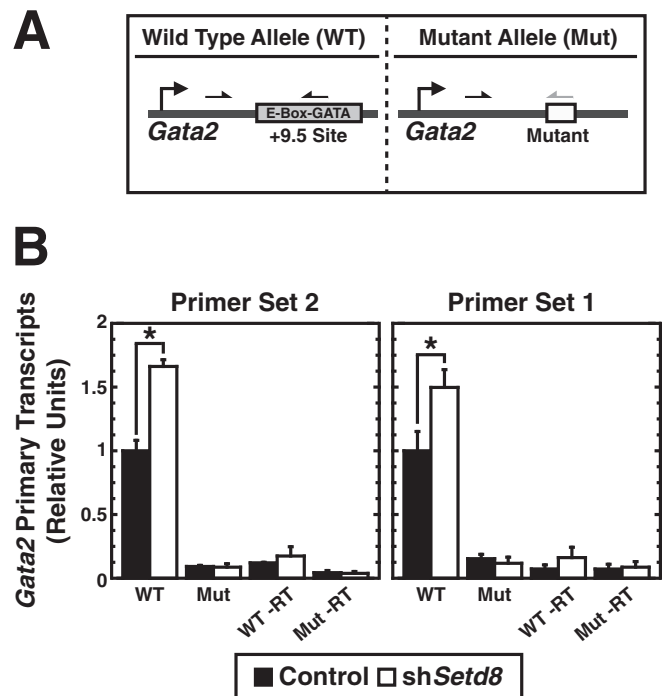 A
Wild Type Allele (WT)
Mutant Allele (Mut)
E-Box-GATA
Gata2
+9.5 Site
Gata2
Mutant
B
Primer Set 2
Primer Set 1
Gata2 Primary Transcripts
(Relative Units)
2
1.5
1
0.5
0
*
*
WT
Mut
WT -RT
Mut -RT
WT
Mut
WT -RT
Mut -RT
Control
shSetd8